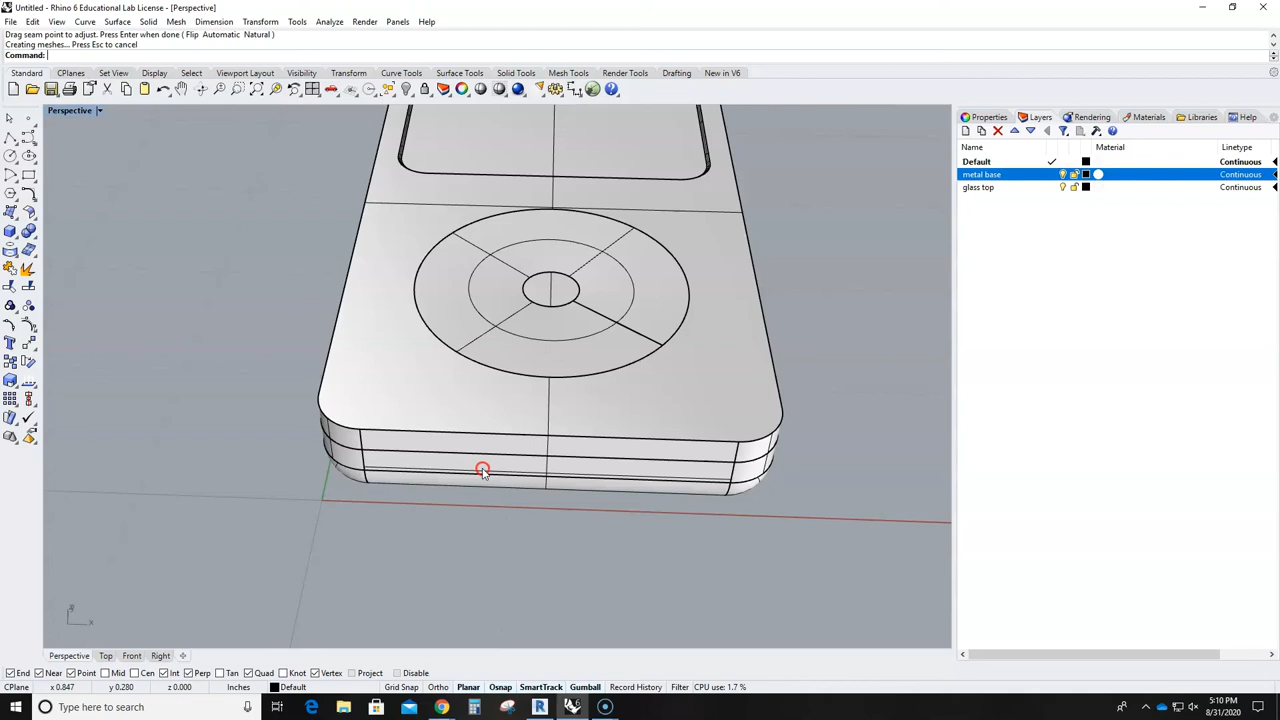 Untitled - Rhino 6 Educational Lab License - [Perspective]
File Edit View Curve Surface Solid Mesh Dimension Transform Tools Analyze Render Panels Help
Drag seam point to adjust. Press Enter when done ( Flip Automatic Natural )
Creating meshes... Press Esc to cancel
Command:
Standard CPlanes Set View Display Select Viewport Layout Visibility Transform Curve Tools Surface Tools Solid Tools Mesh Tools Render Tools Drafting New in V6
Perspective
Properties Layers Rendering Materials Libraries Help
Name Material Linetype
Default Continuous
metal base Continuous
glass top Continuous
x
Perspective Top Front Right
End Near Point Mid Cen Int Perp Tan Quad Knot Vertex Project Disable
CPlane x 0.847 y 0.280 z 0.000 Inches Default Grid Snap Ortho Planar Osnap SmartTrack Gumball Record History Filter CPU use: 1.7 %
Type here to search
5:10 PM
8/31/2020